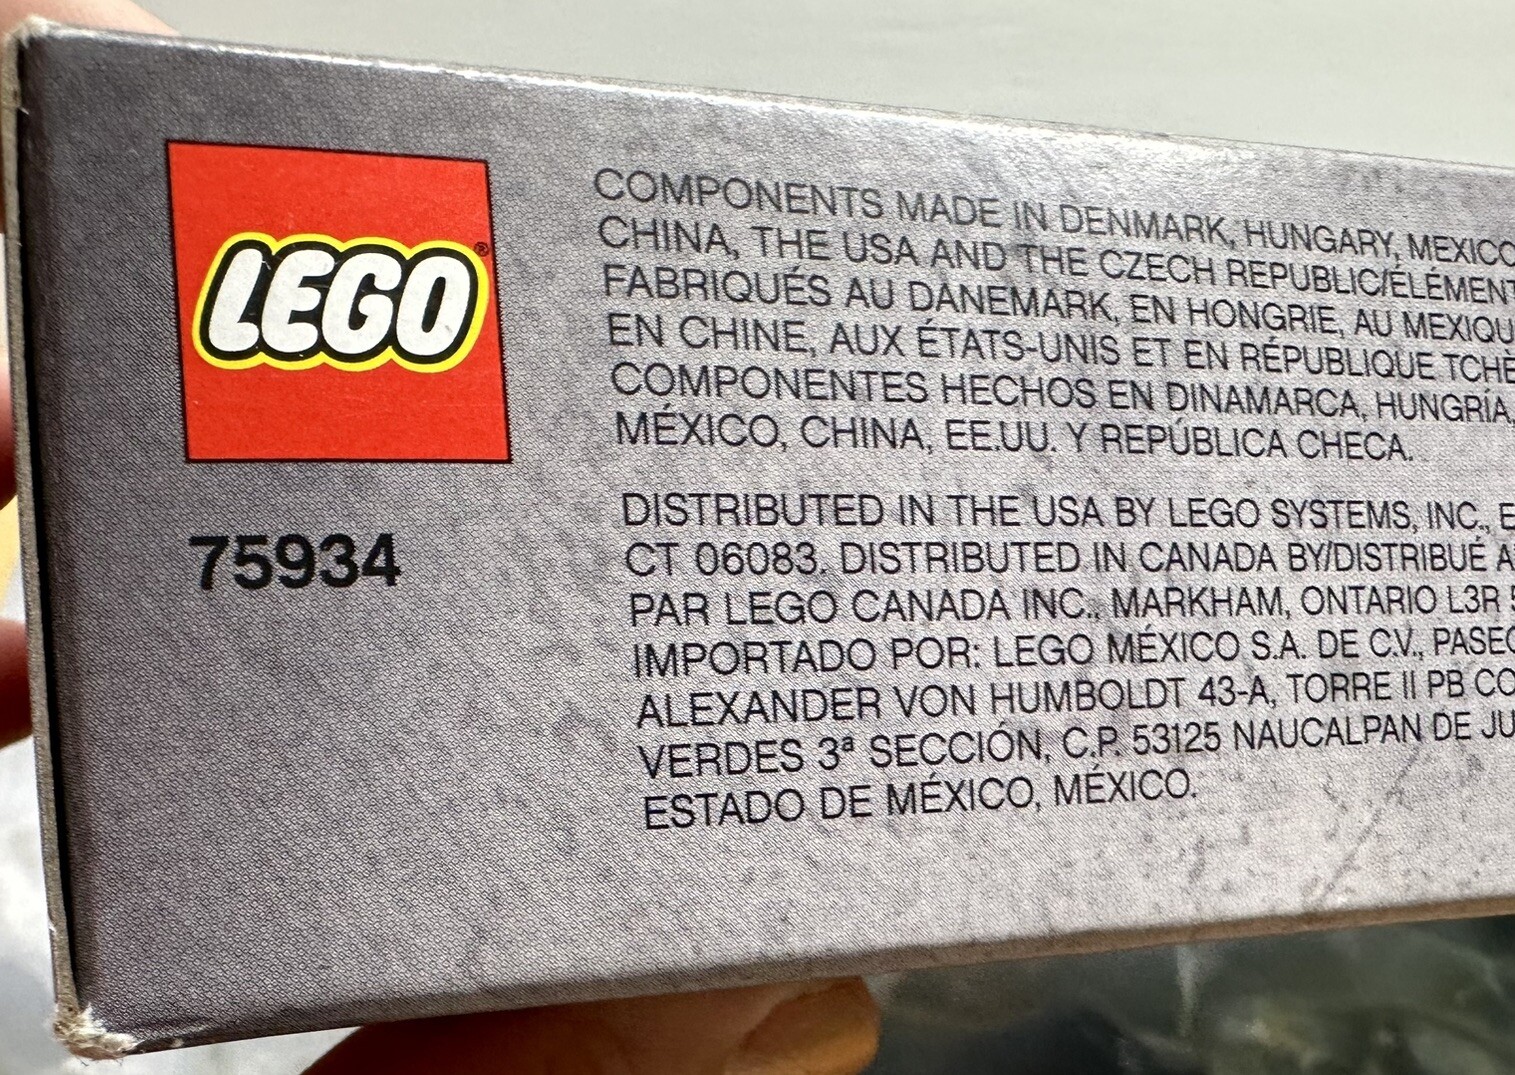 LEGO®
75934
COMPONENTS MADE IN DENMARK, HUNGARY, MEXICO
CHINA, THE USA AND THE CZECH REPUBLIC/ÉLÉMENT
FABRIQUÉS AU DANEMARK, EN HONGRIE, AU MEXIQU
EN CHINE, AUX ÉTATS-UNIS ET EN RÉPUBLIQUE TCHÈ
COMPONENTES HECHOS EN DINAMARCA, HUNGRÍA,
MÉXICO, CHINA, EE.UU. Y REPÚBLICA CHECA.
DISTRIBUTED IN THE USA BY LEGO SYSTEMS, INC., E
CT 06083. DISTRIBUTED IN CANADA BY/DISTRIBUÉ A
PAR LEGO CANADA INC., MARKHAM, ONTARIO L3R 5
IMPORTADO POR: LEGO MÉXICO S.A. DE C.V., PASEO
ALEXANDER VON HUMBOLDT 43-A, TORRE II PB CO
VERDES 3ª SECCIÓN, C.P. 53125 NAUCALPAN DE JU
ESTADO DE MÉXICO, MÉXICO.